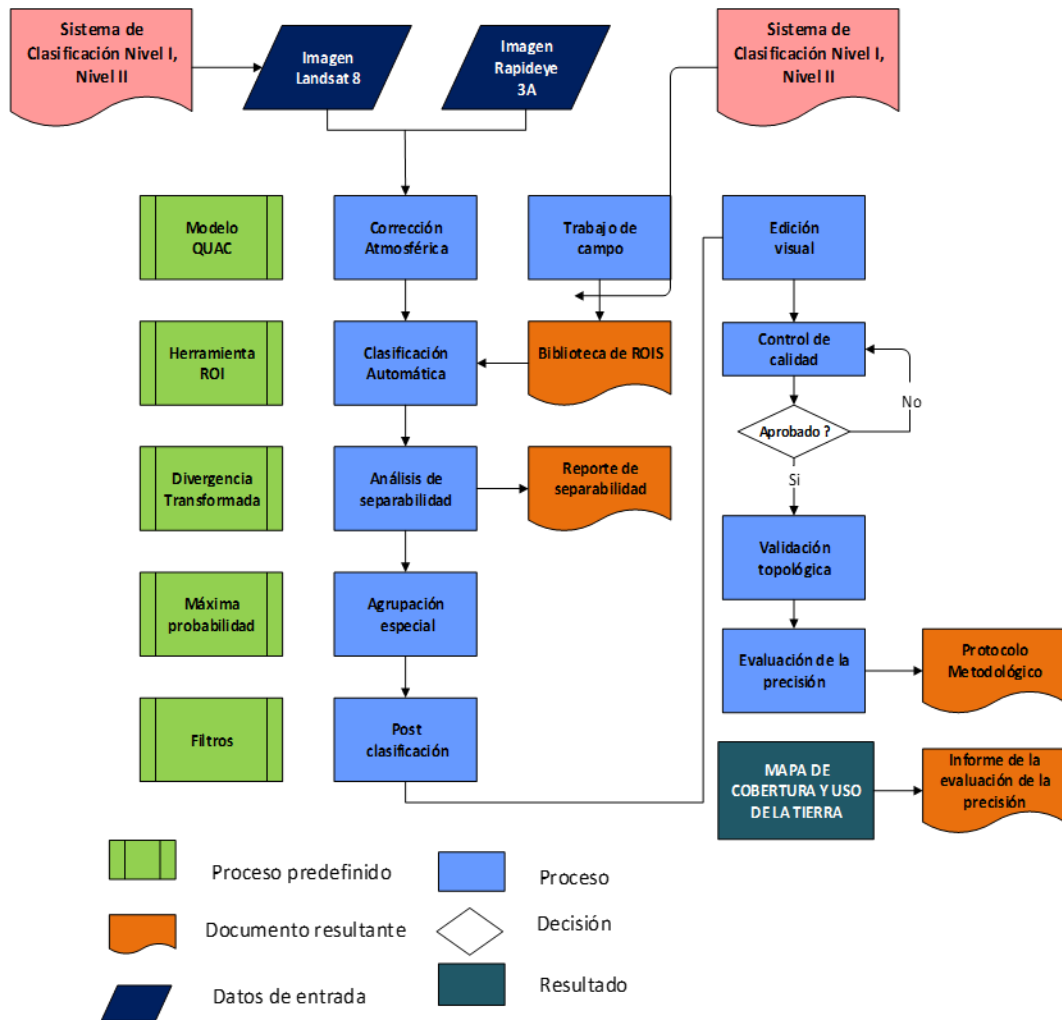 Sistema de
Clasificación Nivel I,
Nivel II
Imagen
Landsat 8
Imagen
Rapideye
3A
Sistema de
Clasificación Nivel I,
Nivel II
Modelo
QUAC
Corrección
Atmosférica
Trabajo de
campo
Edición
visual
Herramienta
ROI
Clasificación
Automática
Biblioteca de ROIS
Control de
calidad
No
Aprobado ?
Si
Divergencia
Transformada
Análisis de
separabilidad
Reporte de
separabilidad
Validación
topológica
Máxima
probabilidad
Agrupación
especial
Evaluación de la
precisión
Protocolo
Metodológico
Filtros
Post
clasificación
MAPA DE
COBERTURA Y USO
DE LA TIERRA
Informe de la
evaluación de la
precisión
Proceso predefinido
Proceso
Documento resultante
Decisión
Datos de entrada
Resultado